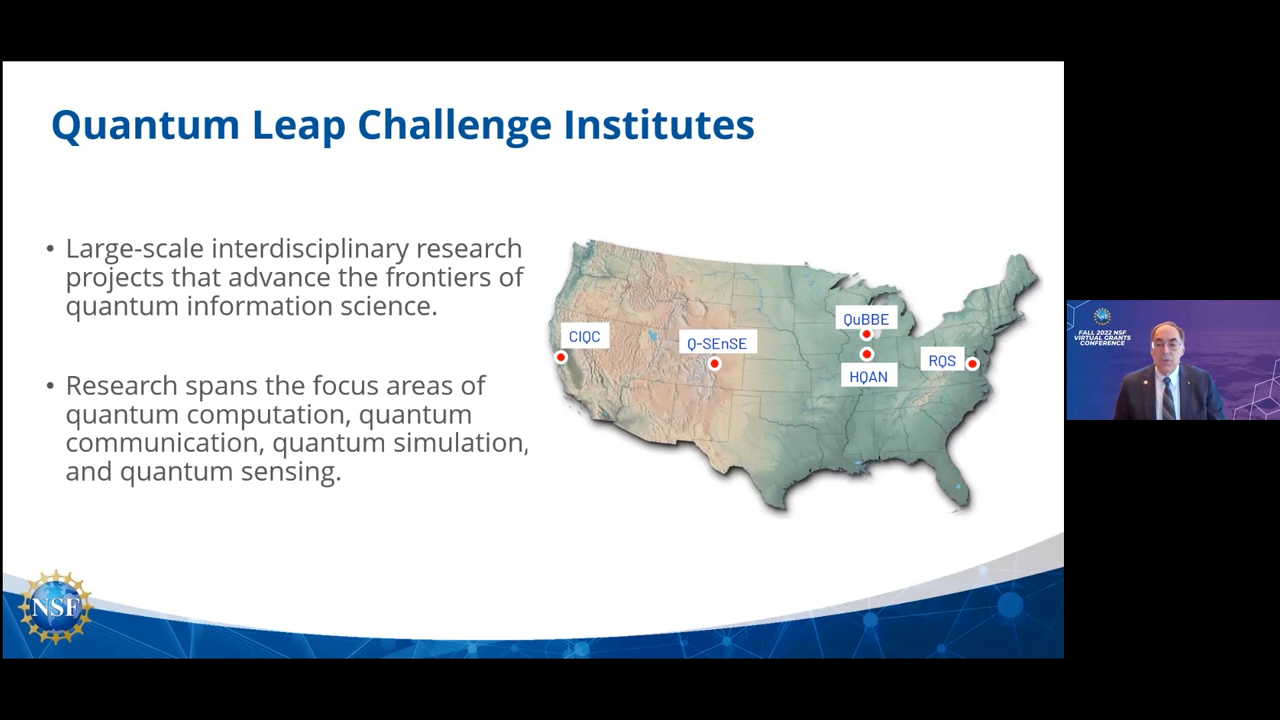 Quantum Leap Challenge Institutes
• Large-scale interdisciplinary research
projects that advance the frontiers of
quantum information science.
• Research spans the focus areas of
quantum computation, quantum
communication, quantum simulation,
and quantum sensing.
CIQC
Q-SEnSE
QuBBE
HQAN
RQS
NSF
FALL 2022 NSF
VIRTUAL GRANTS
CONFERENCE